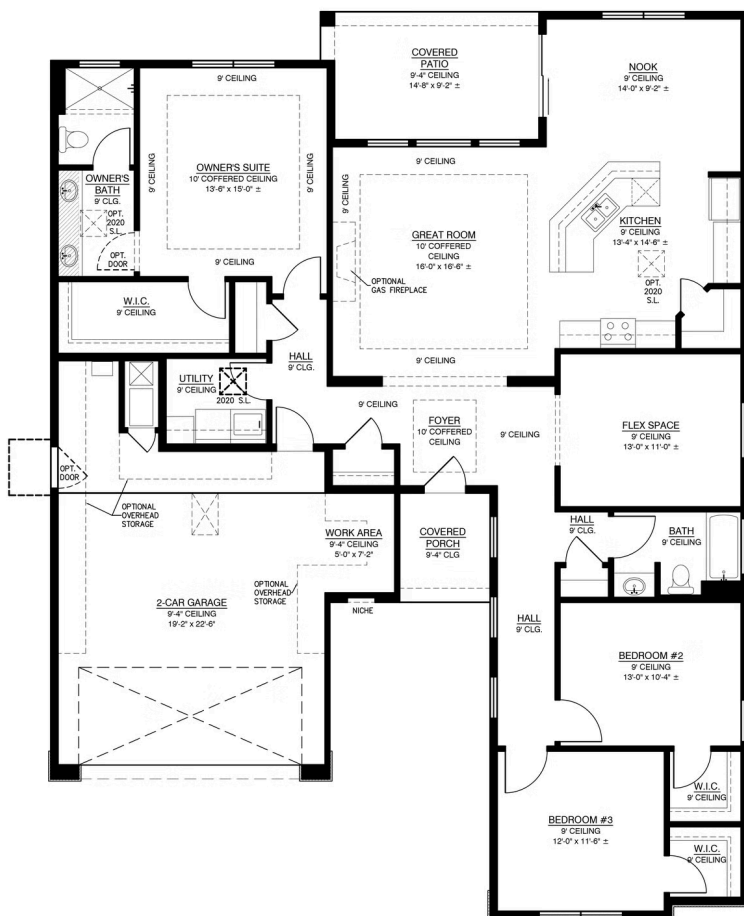 COVERED
PATIO
9'-4" CEILING
14'-8" x 9'-2" ±
NOOK
9' CEILING
14'-0" x 9'-2" ±
9' CEILING
9' CEILING
OWNER'S SUITE
10' COFFERED CEILING
13'-6" x 15'-0" ±
9' CEILING
9' CEILING
OWNER'S
BATH
9' CLG.
OPT.
2020
S.L.
OPT.
DOOR
9' CEILING
9' CEILING
GREAT ROOM
10' COFFERED
CEILING
16'-0" x 16'-6" ±
OPTIONAL
GAS FIREPLACE
9' CEILING
KITCHEN
9' CEILING
13'-4" x 14'-6" ±
OPT.
2020
S.L.
W.I.C.
9' CEILING
HALL
9' CLG.
UTILITY
9' CEILING
2020 S.L.
9' CEILING
FOYER
10' COFFERED
CEILING
9' CEILING
FLEX SPACE
9' CEILING
13'-0" x 11'-0" ±
OPT.
DOOR
OPTIONAL
OVERHEAD
STORAGE
WORK AREA
9'-4" CEILING
5'-0" x 7'-2"
COVERED
PORCH
9'-4" CLG
HALL
9' CLG.
BATH
9' CEILING
OPTIONAL
OVERHEAD
STORAGE
NICHE
2-CAR GARAGE
9'-4" CEILING
19'-2" x 22'-6"
HALL
9' CLG.
BEDROOM #2
9' CEILING
13'-0" x 10'-4" ±
W.I.C.
9' CEILING
BEDROOM #3
9' CEILING
12'-0" x 11'-6" ±
W.I.C.
9' CEILING